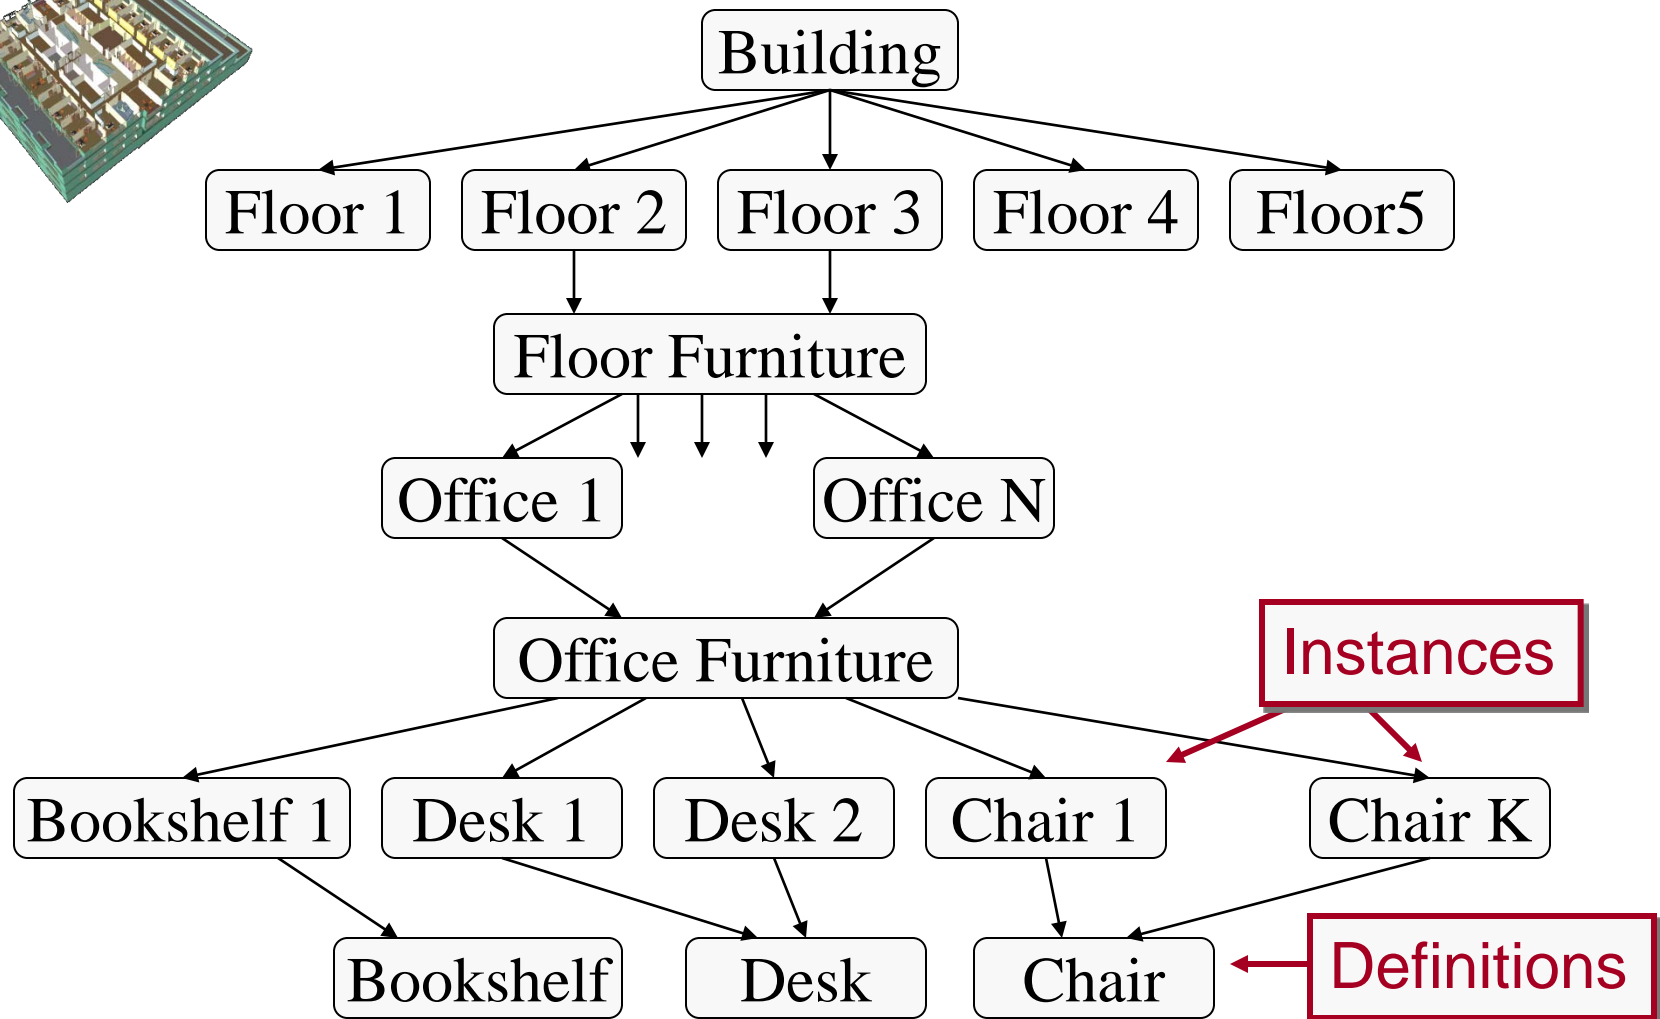 Building
Floor 1
Floor 2
Floor 3
Floor 4
Floor5
Floor Furniture
Office 1
Office N
Office Furniture
Instances
Bookshelf 1
Desk 1
Desk 2
Chair 1
Chair K
Bookshelf
Desk
Chair
Definitions